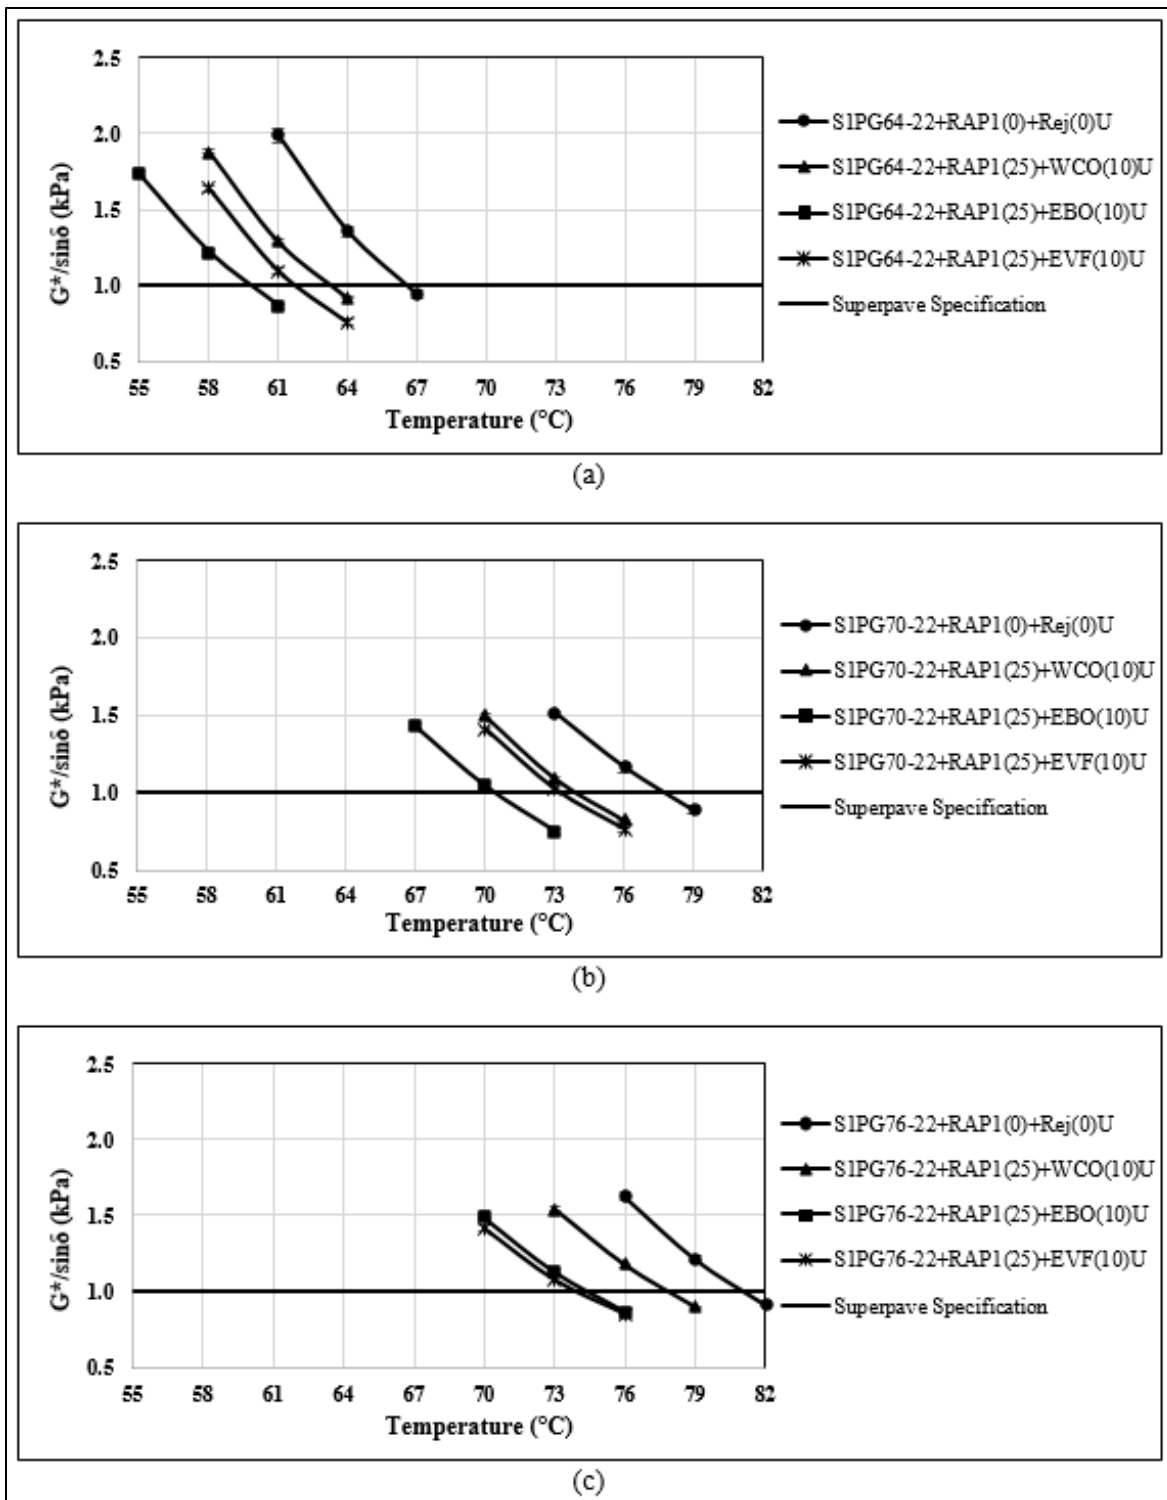 2.5
2.0
1.5
1.0
0.5
G*/sinδ (kPa)
55 58 61 64 67 70 73 76 79 82
Temperature (°C)
S1PG64-22+RAP1(0)+Rej(0)U
S1PG64-22+RAP1(25)+WCO(10)U
S1PG64-22+RAP1(25)+EBO(10)U
S1PG64-22+RAP1(25)+EVF(10)U
Superpave Specification
(a)
2.5
2.0
1.5
1.0
0.5
G*/sinδ (kPa)
55 58 61 64 67 70 73 76 79 82
Temperature (°C)
S1PG70-22+RAP1(0)+Rej(0)U
S1PG70-22+RAP1(25)+WCO(10)U
S1PG70-22+RAP1(25)+EBO(10)U
S1PG70-22+RAP1(25)+EVF(10)U
Superpave Specification
(b)
2.5
2.0
1.5
1.0
0.5
G*/sinδ (kPa)
55 58 61 64 67 70 73 76 79 82
Temperature (°C)
S1PG76-22+RAP1(0)+Rej(0)U
S1PG76-22+RAP1(25)+WCO(10)U
S1PG76-22+RAP1(25)+EBO(10)U
S1PG76-22+RAP1(25)+EVF(10)U
Superpave Specification
(c)